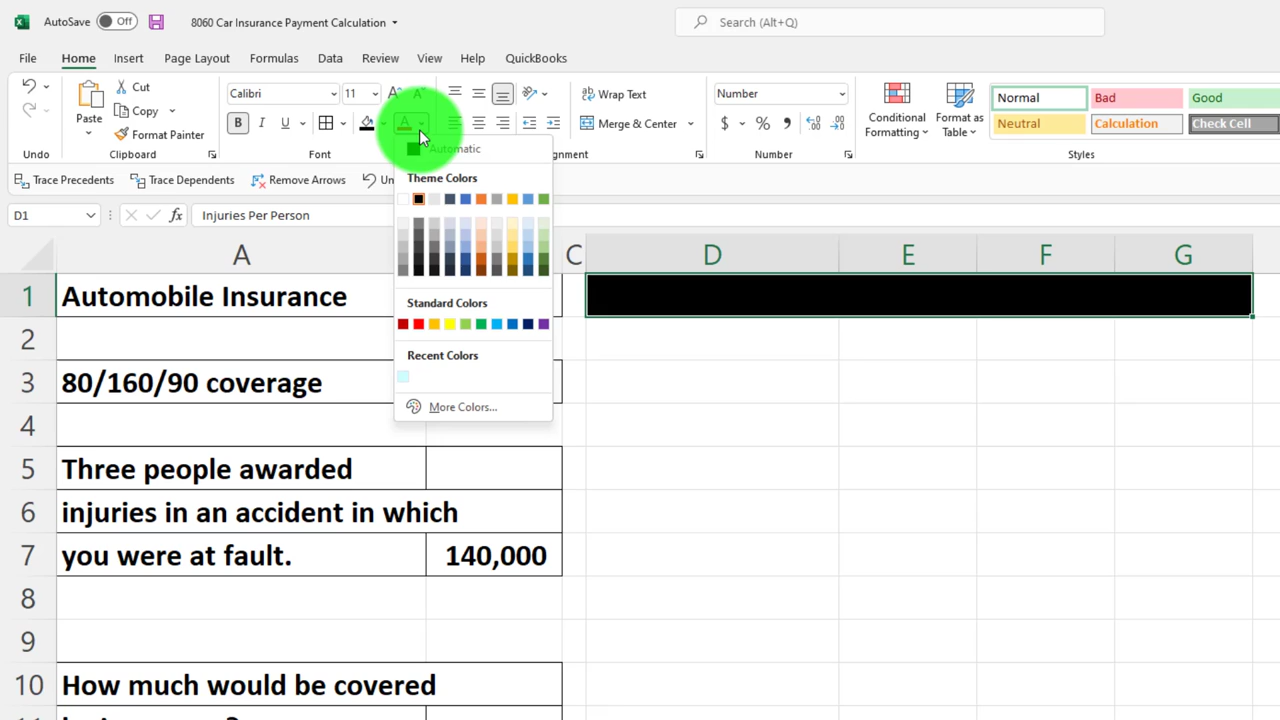 AutoSave Off 8060 Car Insurance Payment Calculation Search (Alt+Q)
File Home Insert Page Layout Formulas Data Review View Help QuickBooks
Cut Calibri 11 Wrap Text Number Normal Bad Good
Paste Copy
Format Painter B I U A Merge & Center $ % , Conditional Formatting Format as Table Neutral Calculation Check Cell
Undo Clipboard Font Number Styles
Automatic
Trace Precedents Trace Dependents Remove Arrows
Theme Colors
D1 fx Injuries Per Person
A C D E F G
1 Automobile Insurance
Standard Colors
2
Recent Colors
3 80/160/90 coverage
More Colors...
4
5 Three people awarded
6 injuries in an accident in which
7 you were at fault. 140,000
8
9
10 How much would be covered